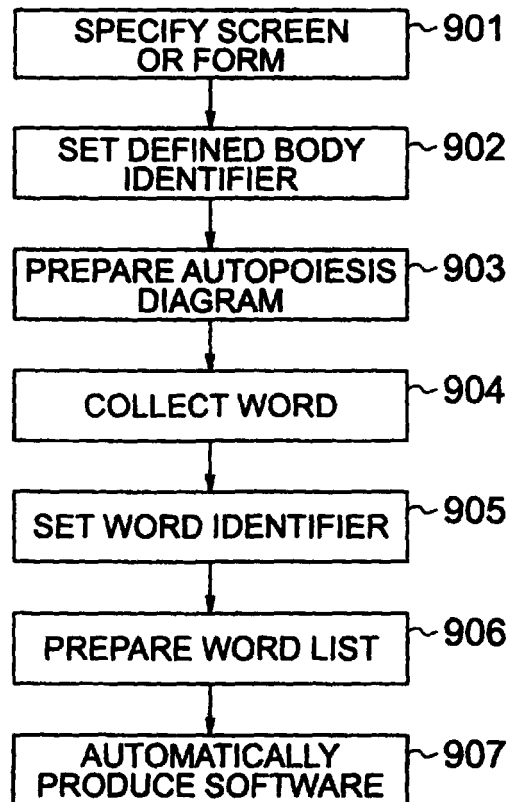 SPECIFY SCREEN
OR FORM
901
SET DEFINED BODY
IDENTIFIER
902
PREPARE AUTOPOIESIS
DIAGRAM
903
COLLECT WORD
904
SET WORD IDENTIFIER
905
PREPARE WORD LIST
906
AUTOMATICALLY
PRODUCE SOFTWARE
907